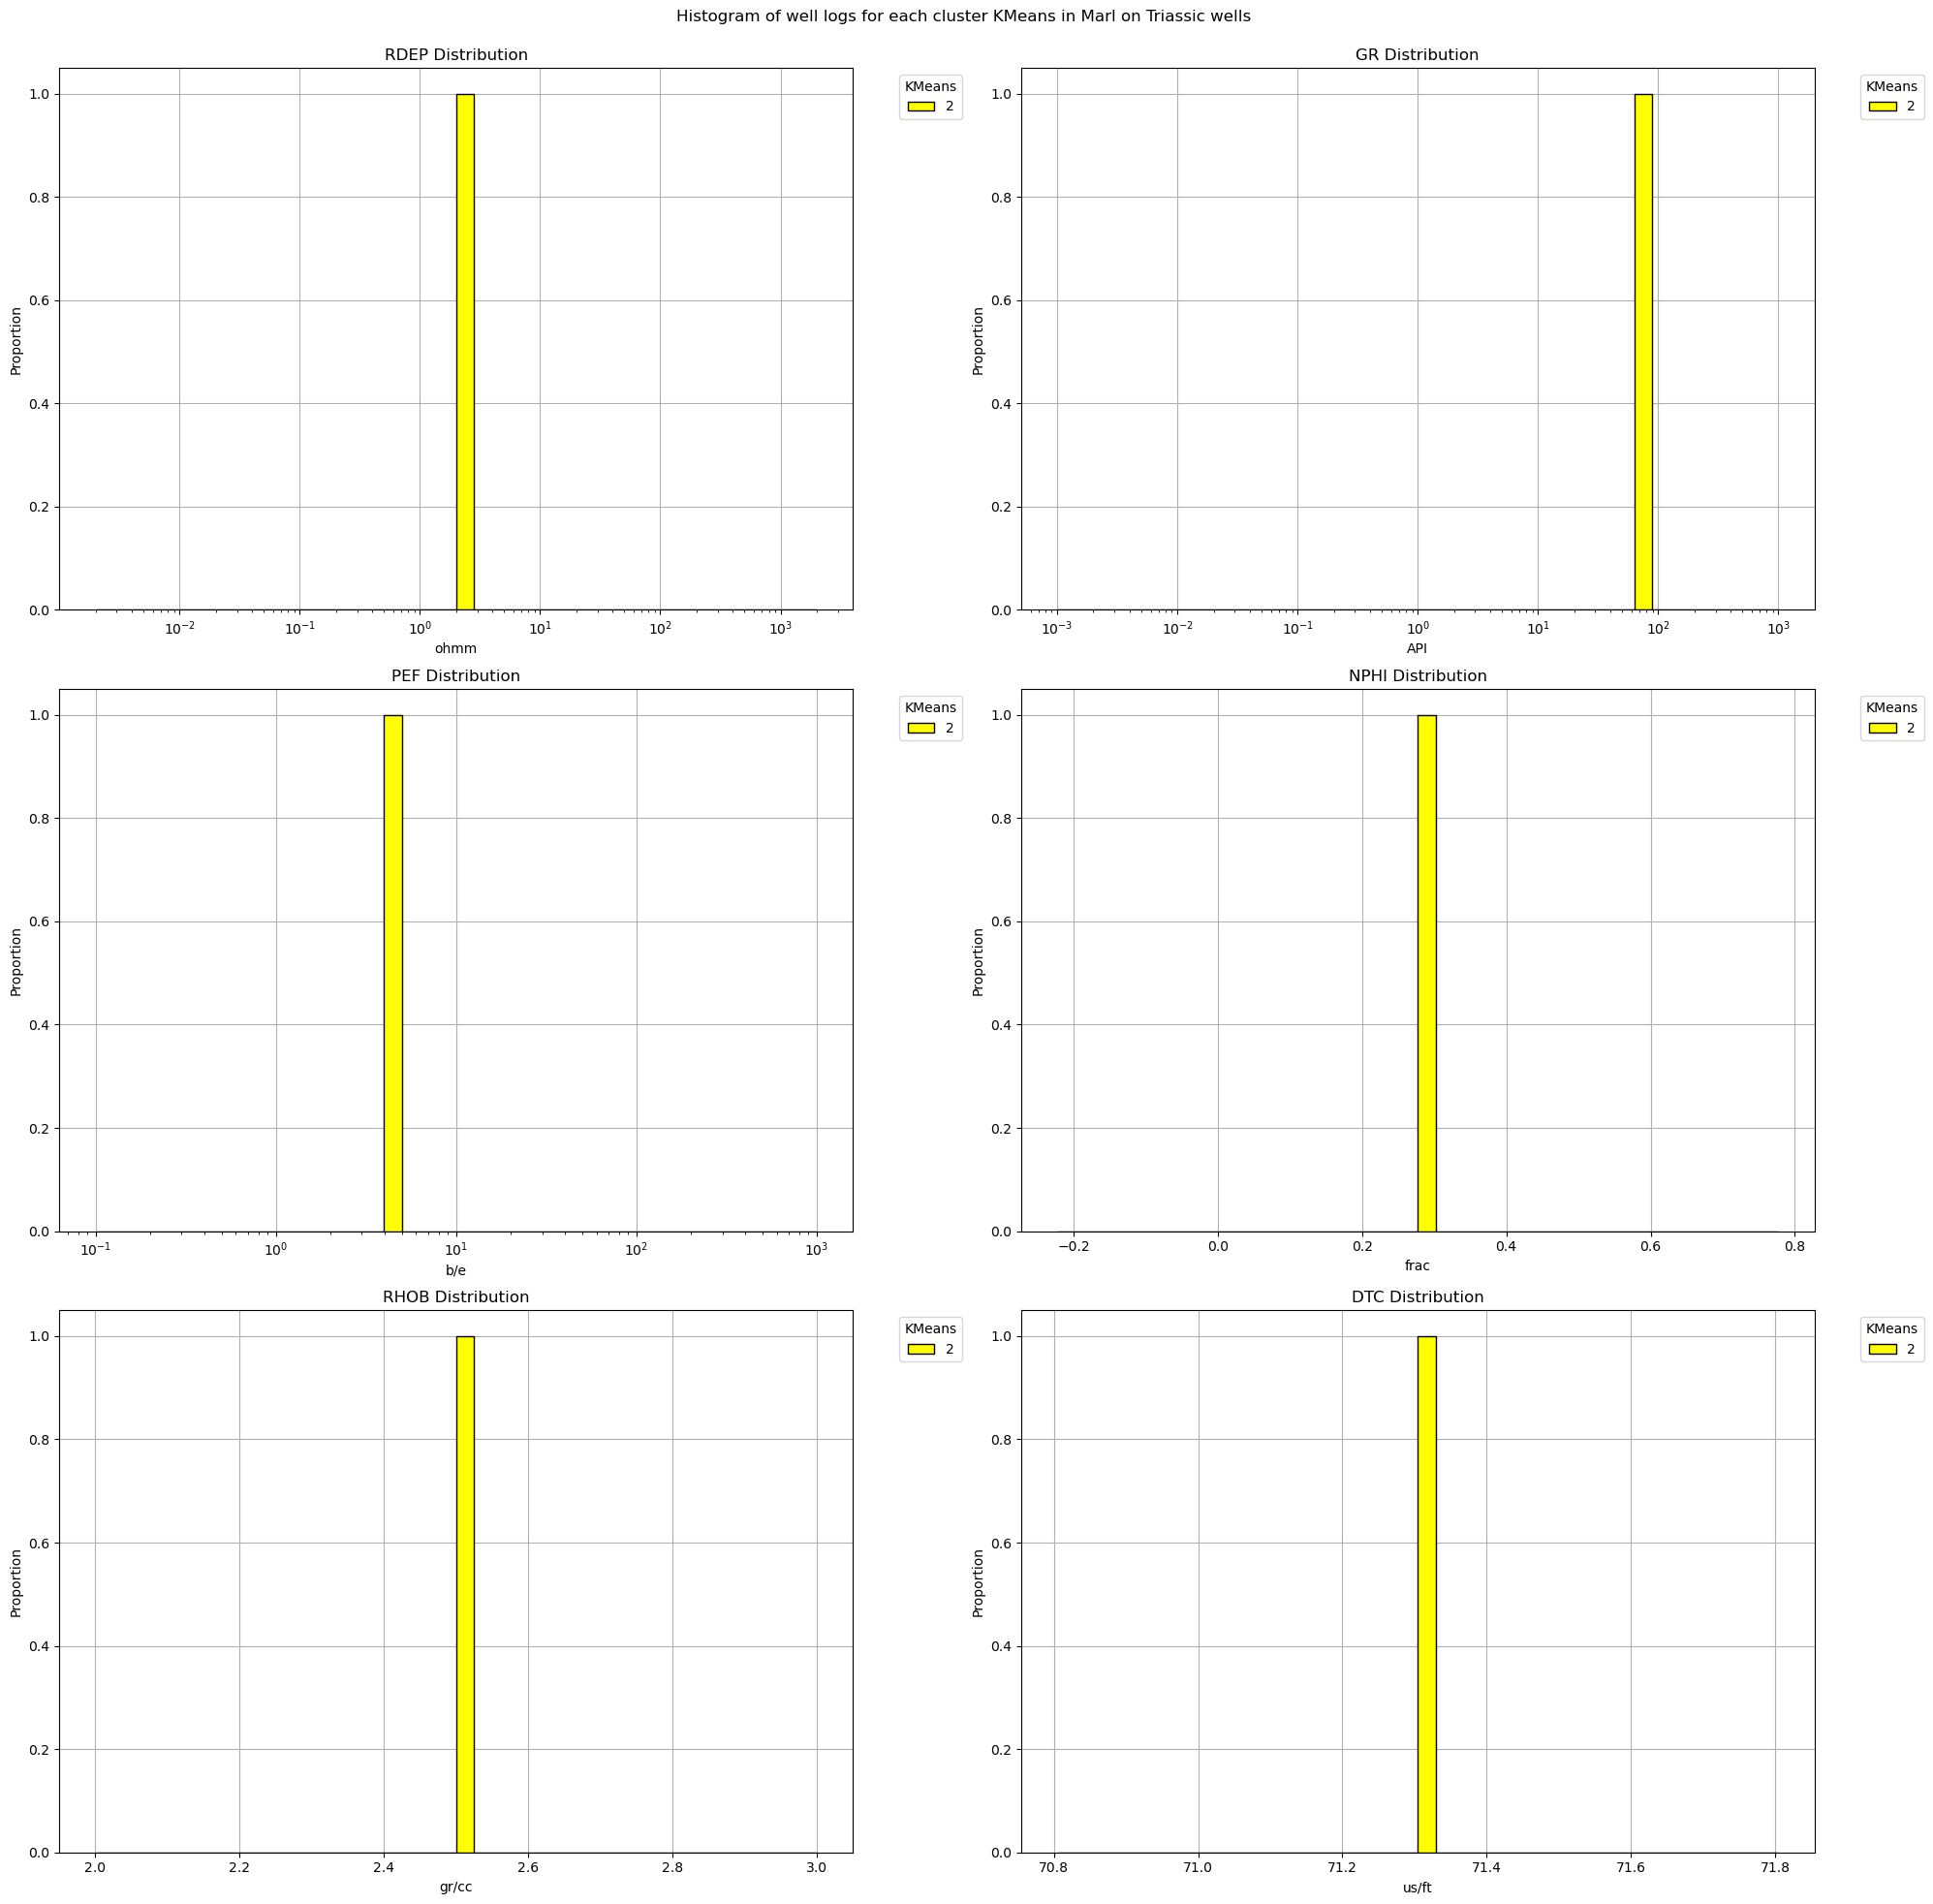 Histogram of well logs for each cluster KMeans in Marl on Triassic wells
RDEP Distribution
Proportion
1.0
0.8
0.6
0.4
0.2
0.0
10⁻² 10⁻¹ 10⁰ 10¹ 10² 10³
ohmm
KMeans
2
GR Distribution
Proportion
1.0
0.8
0.6
0.4
0.2
0.0
10⁻³ 10⁻² 10⁻¹ 10⁰ 10¹ 10² 10³
API
KMeans
2
PEF Distribution
Proportion
1.0
0.8
0.6
0.4
0.2
0.0
10⁻¹ 10⁰ 10¹ 10² 10³
b/e
KMeans
2
NPHI Distribution
Proportion
1.0
0.8
0.6
0.4
0.2
0.0
−0.2 0.0 0.2 0.4 0.6 0.8
frac
KMeans
2
RHOB Distribution
Proportion
1.0
0.8
0.6
0.4
0.2
0.0
2.0 2.2 2.4 2.6 2.8 3.0
gr/cc
KMeans
2
DTC Distribution
Proportion
1.0
0.8
0.6
0.4
0.2
0.0
70.8 71.0 71.2 71.4 71.6 71.8
us/ft
KMeans
2